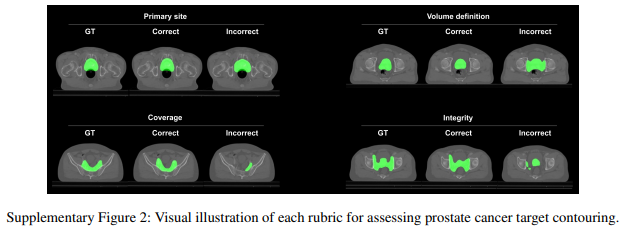 Primary site
GT Correct Incorrect
Volume definition
GT Correct Incorrect
Coverage
GT Correct Incorrect
Integrity
GT Correct Incorrect
Supplementary Figure 2: Visual illustration of each rubric for assessing prostate cancer target contouring.